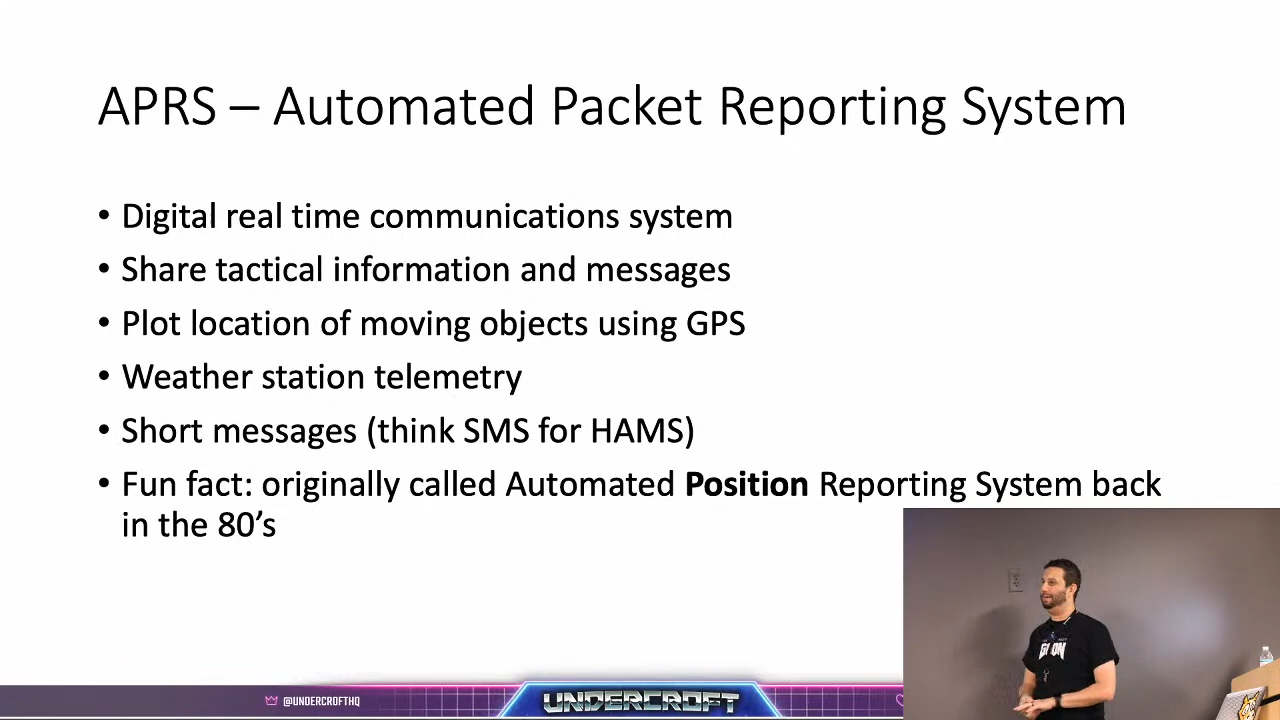 APRS – Automated Packet Reporting System
• Digital real time communications system
• Share tactical information and messages
• Plot location of moving objects using GPS
• Weather station telemetry
• Short messages (think SMS for HAMS)
• Fun fact: originally called Automated Position Reporting System back
in the 80’s
@UNDERCROFTHQ
UNDERCROFT